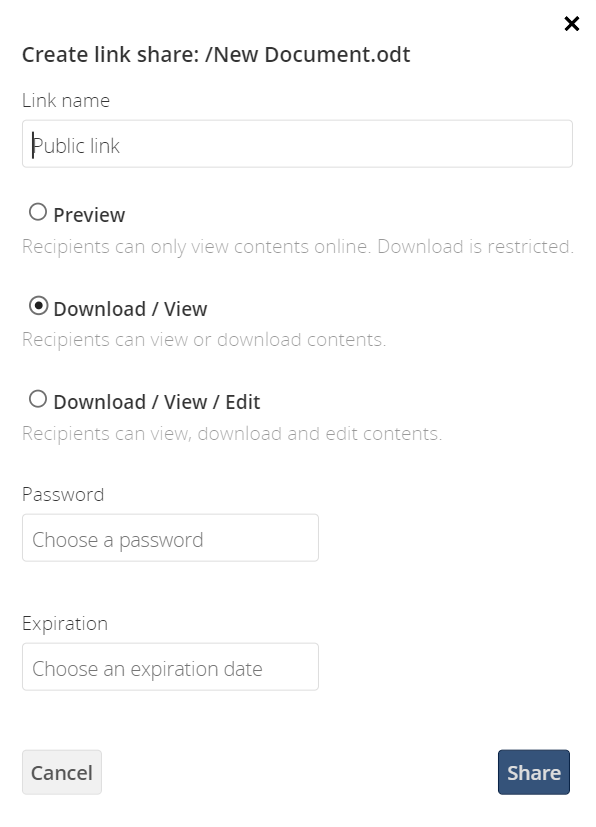 ×
Create link share: /New Document.odt
Link name
Public link
Preview
Recipients can only view contents online. Download is restricted.
Download / View
Recipients can view or download contents.
Download / View / Edit
Recipients can view, download and edit contents.
Password
Choose a password
Expiration
Choose an expiration date
Cancel
Share